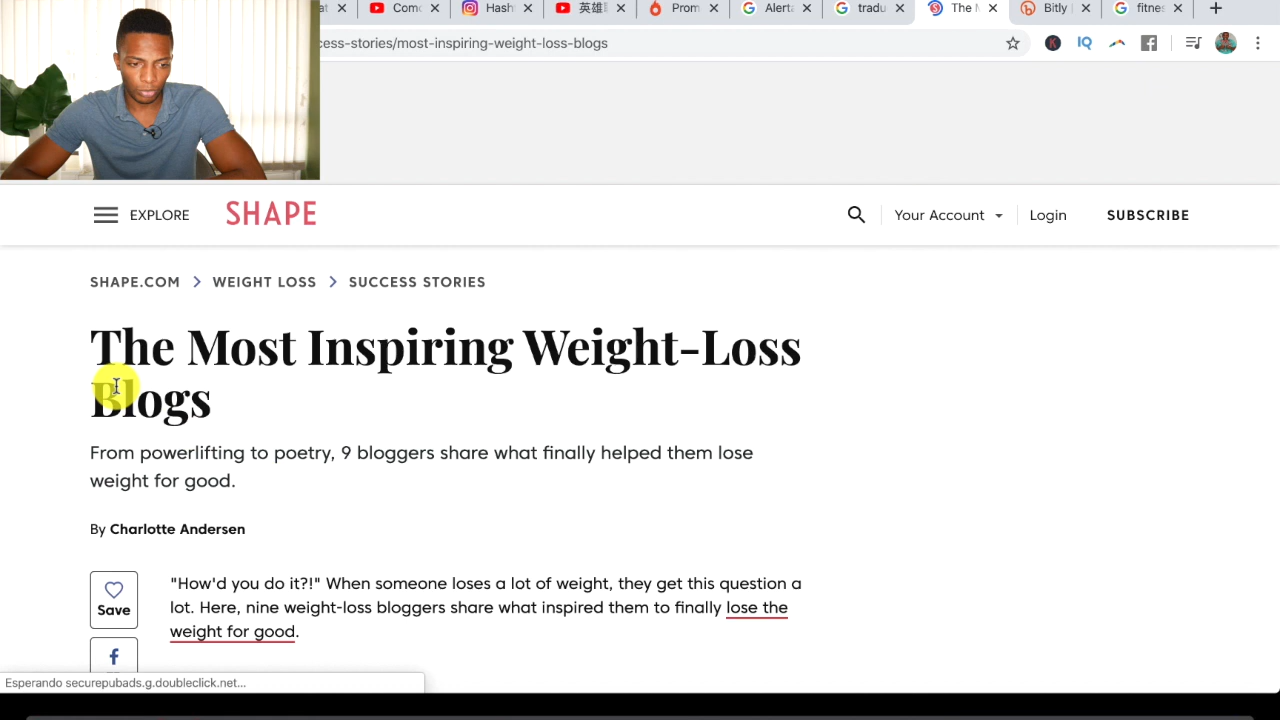 Como
Hash
英雄
Prom
Alerta
tradu
The M
Bitly
fitne
cess-stories/most-inspiring-weight-loss-blogs
IQ
EXPLORE
SHAPE
Your Account
Login
SUBSCRIBE
SHAPE.COM > WEIGHT LOSS > SUCCESS STORIES
The Most Inspiring Weight-Loss
Blogs
From powerlifting to poetry, 9 bloggers share what finally helped them lose
weight for good.
By Charlotte Andersen
"How'd you do it?!" When someone loses a lot of weight, they get this question a
lot. Here, nine weight-loss bloggers share what inspired them to finally lose the
weight for good.
Save
Esperando securepubads.g.doubleclick.net...